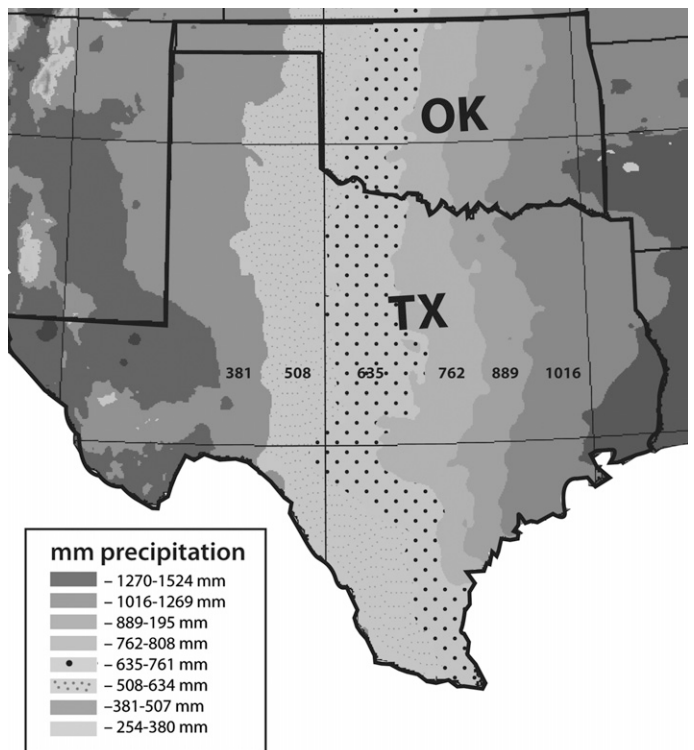 OK
TX
381 508 635 762 889 1016
mm precipitation
– 1270-1524 mm
– 1016-1269 mm
– 889-195 mm
– 762-808 mm
– 635-761 mm
– 508-634 mm
–381-507 mm
– 254-380 mm